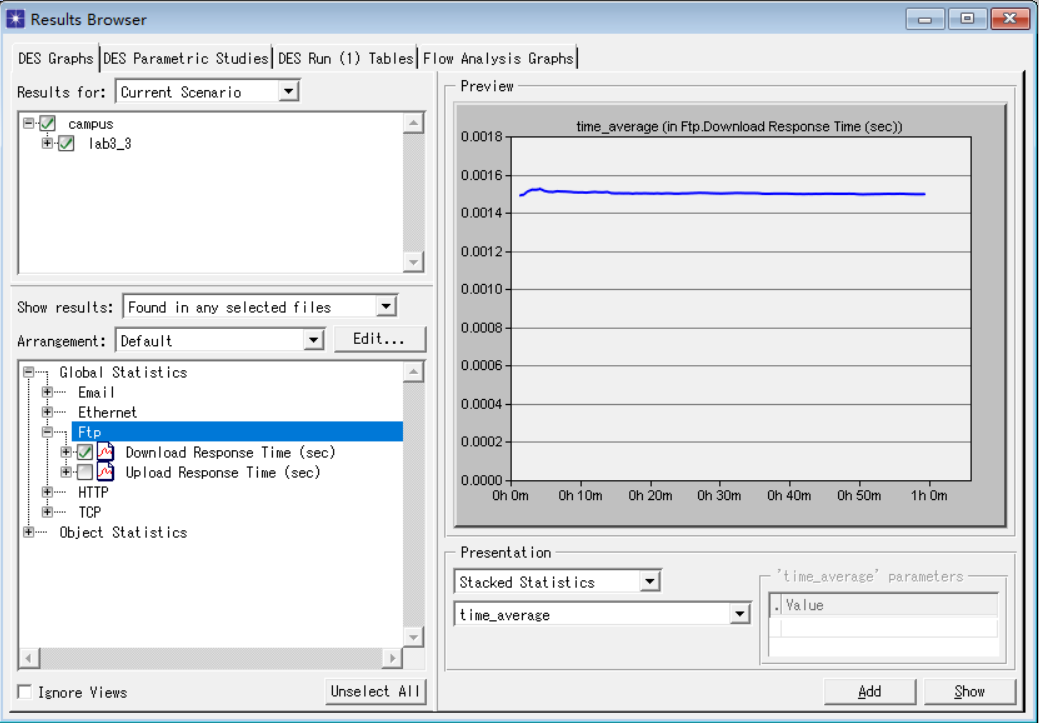 Results Browser
DES Graphs DES Parametric Studies DES Run (1) Tables Flow Analysis Graphs
Results for: Current Scenario
campus
lab3_3
Show results: Found in any selected files
Arrangement: Default Edit...
Global Statistics
Email
Ethernet
Ftp
Download Response Time (sec)
Upload Response Time (sec)
HTTP
TCP
Object Statistics
Ignore Views
Unselect All
Preview
time_average (in Ftp.Download Response Time (sec))
0.0018
0.0016
0.0014
0.0012
0.0010
0.0008
0.0006
0.0004
0.0002
0.0000
0h 0m 0h 10m 0h 20m 0h 30m 0h 40m 0h 50m 1h 0m
Presentation
Stacked Statistics
time_average
'time_average' parameters
. Value
Add Show